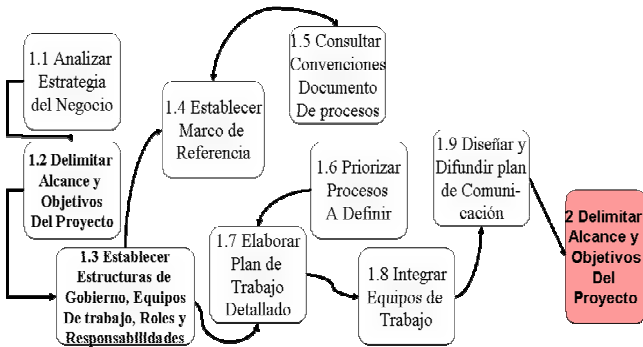 1.1 Analizar
Estrategia
del Negocio
1.2 Delimitar
Alcance y
Objetivos
Del Proyecto
1.3 Establecer
Estructuras de
Gobierno, Equipos
De trabajo, Roles y
Responsabilidades
1.4 Establecer
Marco de
Referencia
1.5 Consultar
Convenciones
Documento
De procesos
1.6 Priorizar
Procesos
A Definir
1.7 Elaborar
Plan de
Trabajo
Detallado
1.8 Integrar
Equipos de
Trabajo
1.9 Diseñar y
Difundir plan
de Comuni-
cación
2 Delimitar
Alcance y
Objetivos
Del
Proyecto